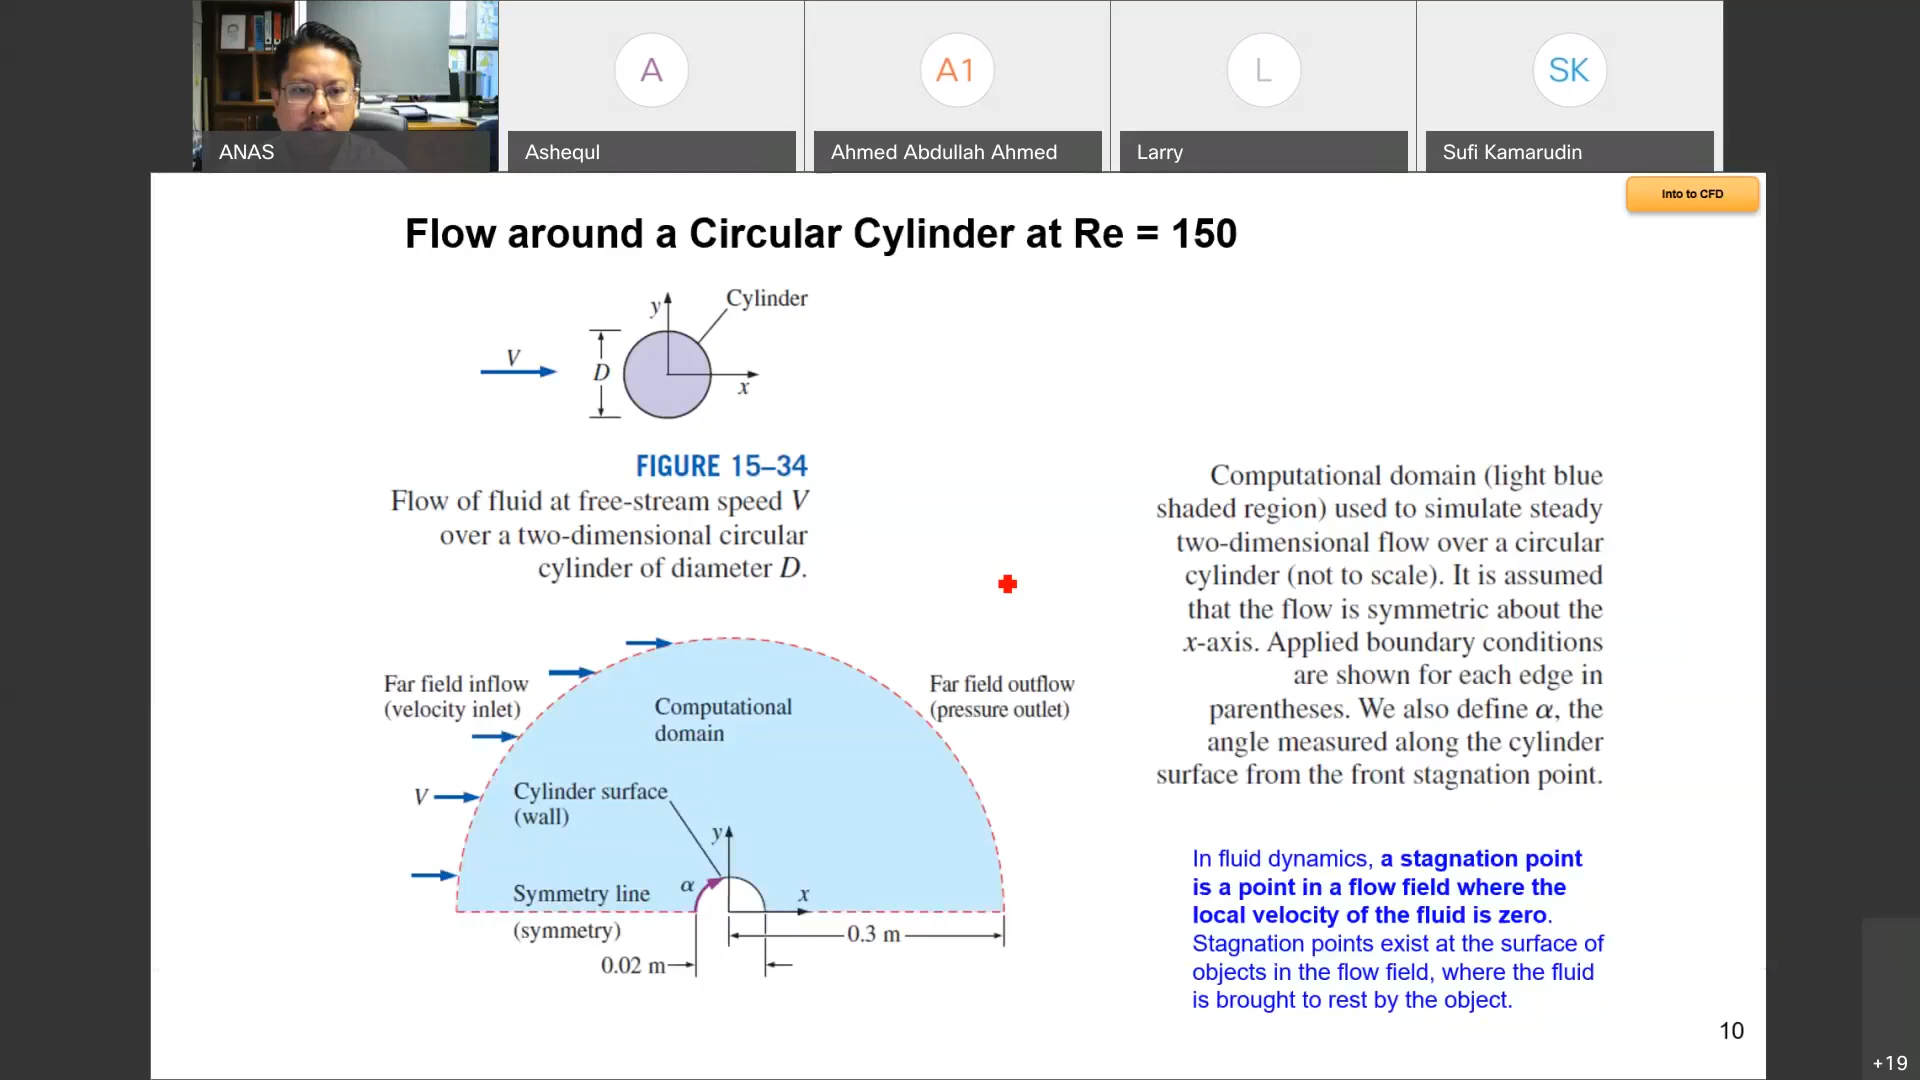 A
A1
L
SK
ANAS
Ashequl
Ahmed Abdullah Ahmed
Larry
Sufi Kamarudin
Into to CFD
Flow around a Circular Cylinder at Re = 150
Cylinder
y
V
D
x
FIGURE 15–34
Flow of fluid at free-stream speed V
over a two-dimensional circular
cylinder of diameter D.
Computational domain (light blue
shaded region) used to simulate steady
two-dimensional flow over a circular
cylinder (not to scale). It is assumed
that the flow is symmetric about the
x-axis. Applied boundary conditions
are shown for each edge in
parentheses. We also define α, the
angle measured along the cylinder
surface from the front stagnation point.
Far field inflow
(velocity inlet)
Computational
domain
Far field outflow
(pressure outlet)
V
Cylinder surface
(wall)
y
α
x
Symmetry line
(symmetry)
0.3 m
0.02 m
In fluid dynamics, a stagnation point
is a point in a flow field where the
local velocity of the fluid is zero.
Stagnation points exist at the surface of
objects in the flow field, where the fluid
is brought to rest by the object.
10
+19